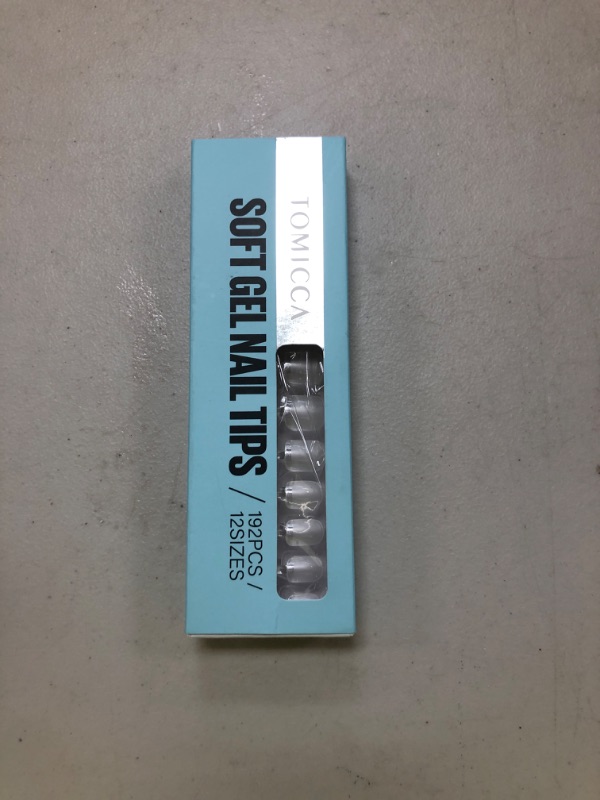 TOMICCA
SOFT GEL NAIL TIPS / 192PCS /
12SIZES